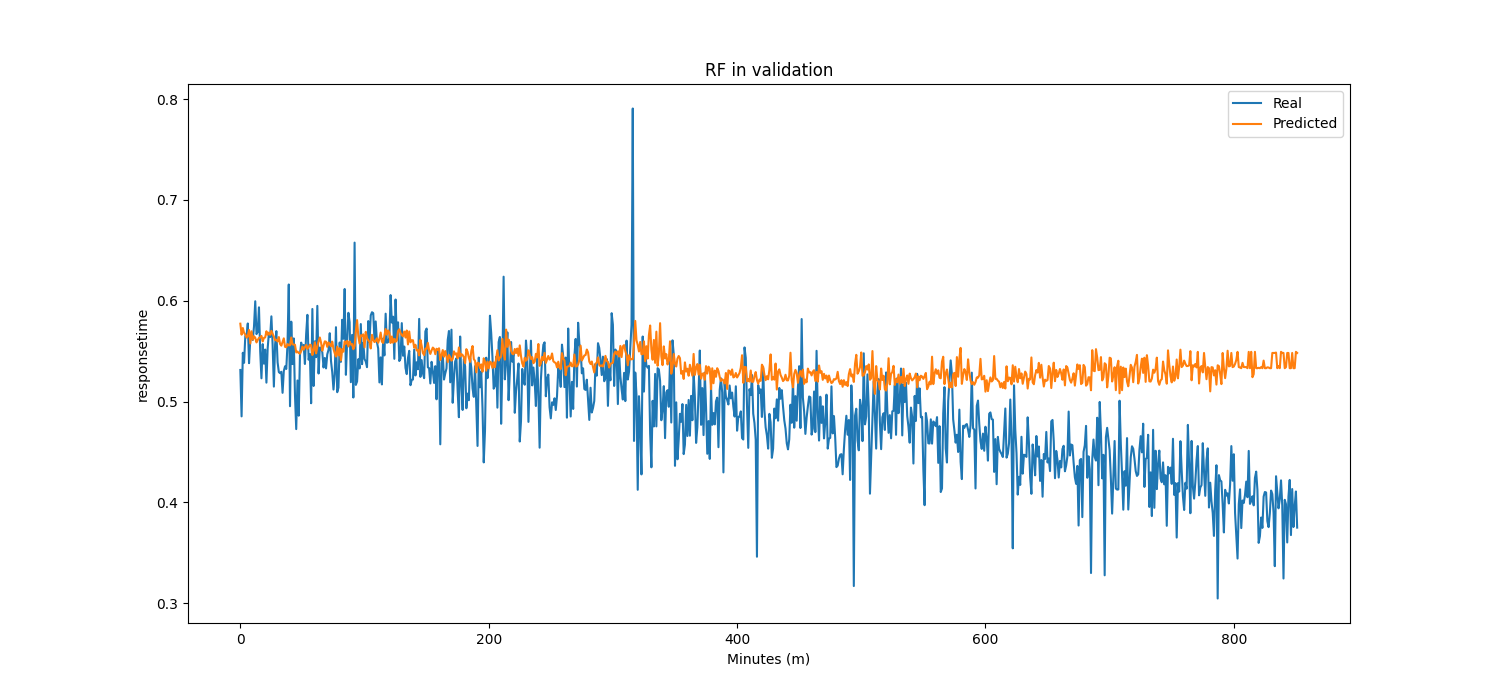 RF in validation
Real
Predicted
0.8
0.7
0.6
0.5
0.4
0.3
responsetime
0 200 400 600 800
Minutes (m)